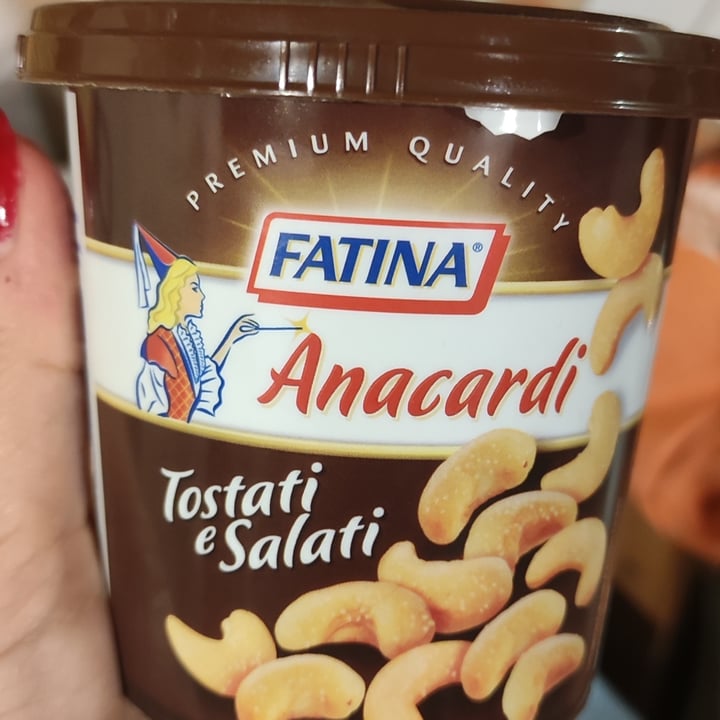 PREMIUM QUALITY
FATINA®
Anacardi
Tostati
e Salati